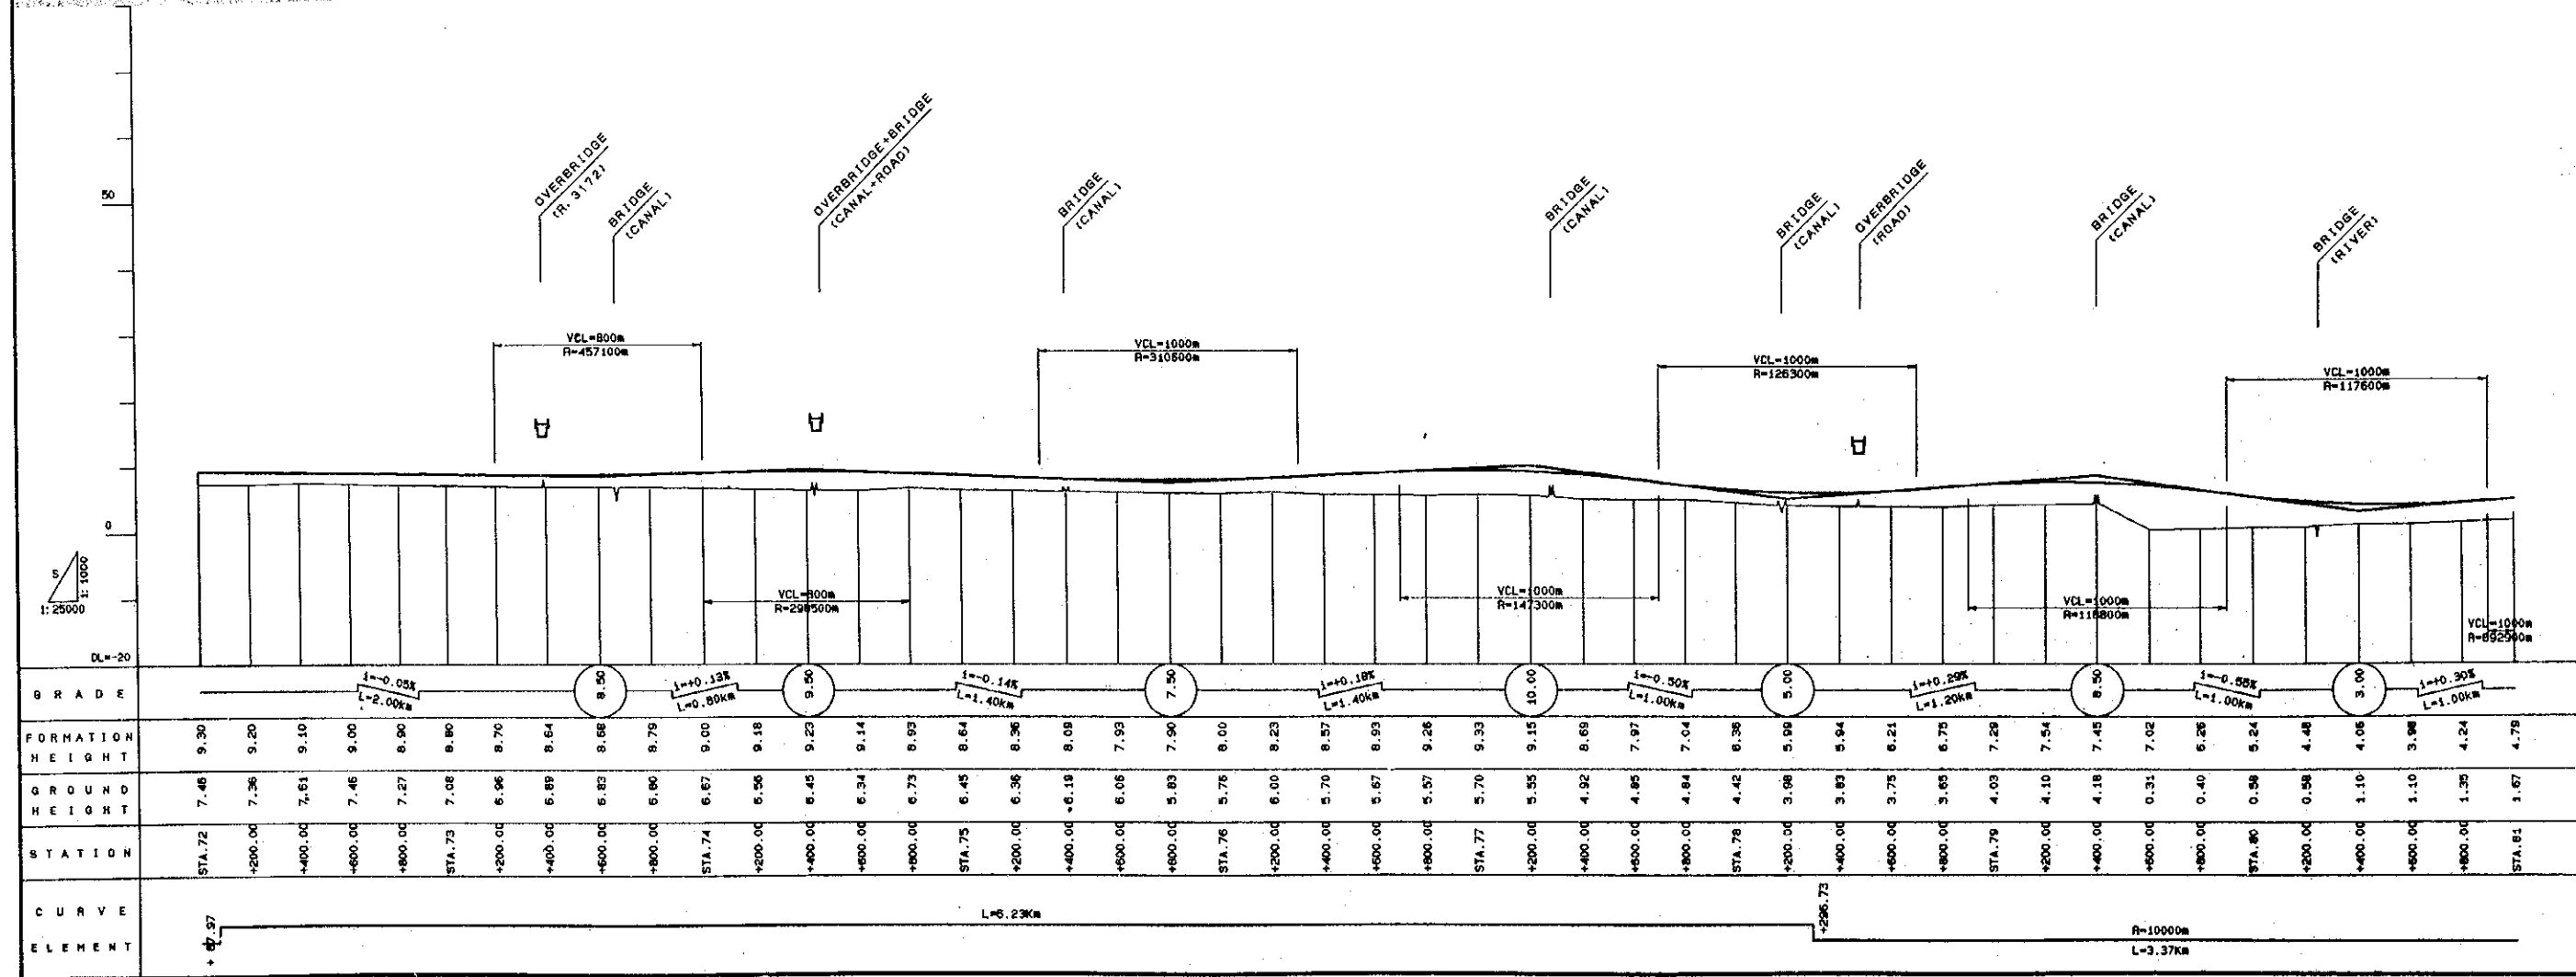 50
0
DL=-20
S
1:1000
1:25000
OVERBRIDGE
(R. 3172)
BRIDGE
(CANAL)
OVERBRIDGE+BRIDGE
(CANAL+ROAD)
BRIDGE
(CANAL)
BRIDGE
(CANAL)
BRIDGE
(CANAL)
OVERBRIDGE
(ROAD)
BRIDGE
(CANAL)
BRIDGE
(RIVER)
VCL=800m
R=457100m
VCL=1000m
R=310600m
VCL=1000m
R=126300m
VCL=1000m
R=117600m
VCL=800m
VCL=1000m
R=147300m
VCL=1000m
VCL=1000m
GRADE
i=-0.05% L=2.00km
8.50
i=+0.13% L=0.80km
9.50
i=-0.14% L=1.40km
7.50
i=+0.18% L=1.40km
10.00
i=-0.50% L=1.00km
5.00
i=+0.29% L=1.20km
8.50
i=-0.55% L=1.00km
3.00
i=+0.30% L=1.00km
FORMATION HEIGHT
9.30 9.20 9.10 9.00 8.90 8.80 8.70 8.64 8.68 8.79 9.00 9.18 9.23 9.14 8.93 8.64 8.36 8.09 7.93 7.90 8.00 8.23 8.57 8.93 9.26 9.33 9.15 8.69 7.97 7.04 6.35 5.99 5.94 6.21 6.75 7.29 7.54 7.45 7.02 6.26 5.24 4.48 4.06 3.98 4.24 4.79
GROUND HEIGHT
7.46 7.36 7.61 7.46 7.27 7.08 6.96 6.89 6.83 6.80 6.67 6.56 6.45 6.34 6.73 6.45 6.36 6.19 6.06 5.83 5.76 6.00 5.70 5.67 5.57 5.70 5.55 4.92 4.85 4.84 4.42 3.98 3.83 3.75 3.65 4.03 4.10 4.18 0.31 0.40 0.58 0.58 1.10 1.10 1.35 1.67
STATION
STA.72 +200.00 +400.00 +600.00 +800.00 STA.73 +200.00 +400.00 +600.00 +800.00 STA.74 +200.00 +400.00 +600.00 +800.00 STA.75 +200.00 +400.00 +600.00 +800.00 STA.76 +200.00 +400.00 +600.00 +800.00 STA.77 +200.00 +400.00 +600.00 +800.00 STA.78 +200.00 +400.00 +600.00 +800.00 STA.79 +200.00 +400.00 +600.00 +800.00 STA.80 +200.00 +400.00 +600.00 +800.00 STA.81
CURVE ELEMENT
L=6.23Km
+296.73
R=10000m
L=3.37Km